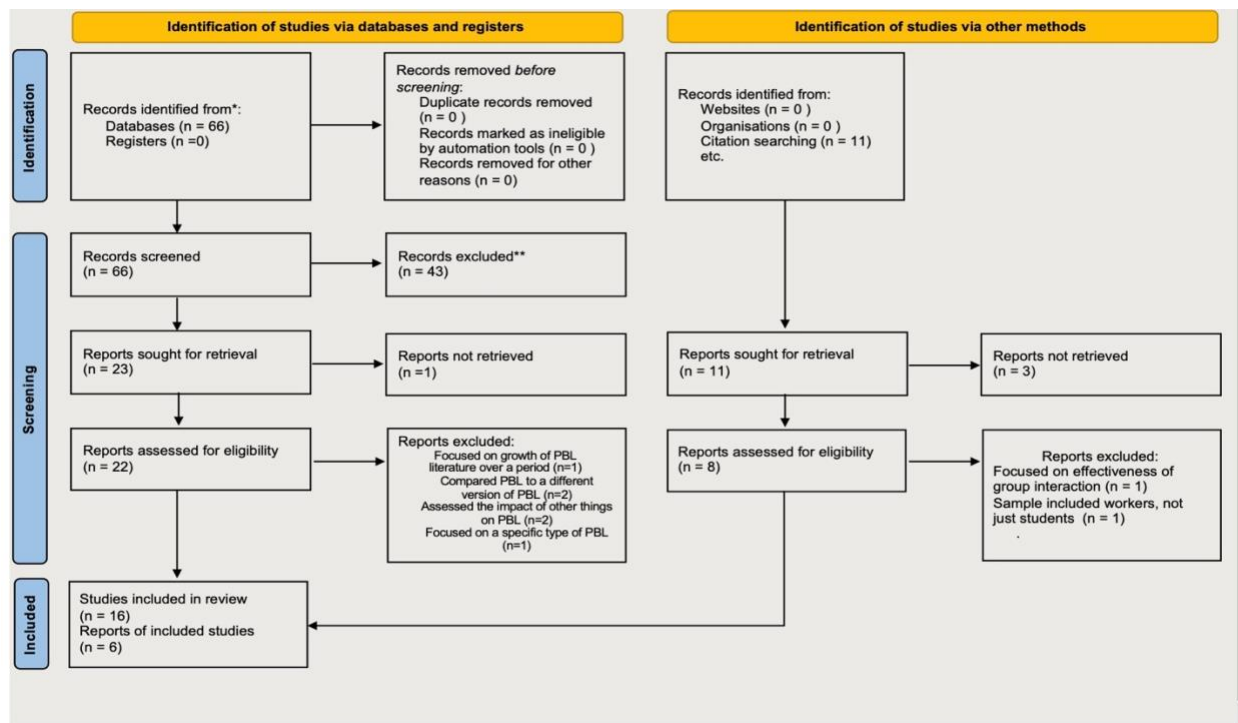 Identification of studies via databases and registers
Identification of studies via other methods
Identification
Records identified from*:
Databases (n = 66)
Registers (n =0)
Records removed before
screening:
Duplicate records removed
(n = 0 )
Records marked as ineligible
by automation tools (n = 0 )
Records removed for other
reasons (n = 0)
Records identified from:
Websites (n = 0 )
Organisations (n = 0 )
Citation searching (n = 11)
etc.
Screening
Records screened
(n = 66)
Records excluded**
(n = 43)
Reports sought for retrieval
(n = 23)
Reports not retrieved
(n =1)
Reports sought for retrieval
(n = 11)
Reports not retrieved
(n = 3)
Reports assessed for eligibility
(n = 22)
Reports excluded:
Focused on growth of PBL
literature over a period (n=1)
Compared PBL to a different
version of PBL (n=2)
Assessed the impact of other things
on PBL (n=2)
Focused on a specific type of PBL
(n=1)
Reports assessed for eligibility
(n = 8)
Reports excluded:
Focused on effectiveness of
group interaction (n = 1)
Sample included workers, not
just students (n = 1)
.
Included
Studies included in review
(n = 16)
Reports of included studies
(n = 6)